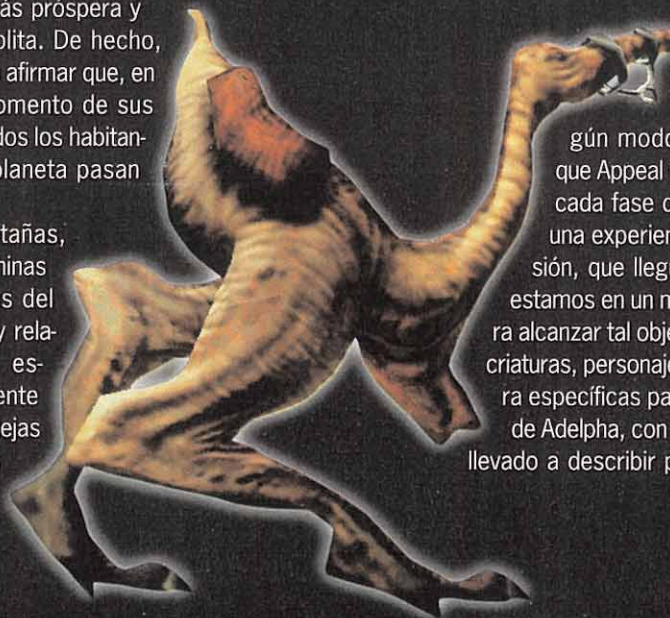 ás próspera y
olita. De hecho,
afirmar que, en
omento de sus
dos los habitan-
planeta pasan
tañas,
ninas
s del
y rela-
es-
ente
ejas
gún modo
que Appeal
cada fase
una experien
sión, que lleg
estamos en un
ra alcanzar tal obje
criaturas, personaje
ra específicas pa
de Adelpha, con
llevado a describir